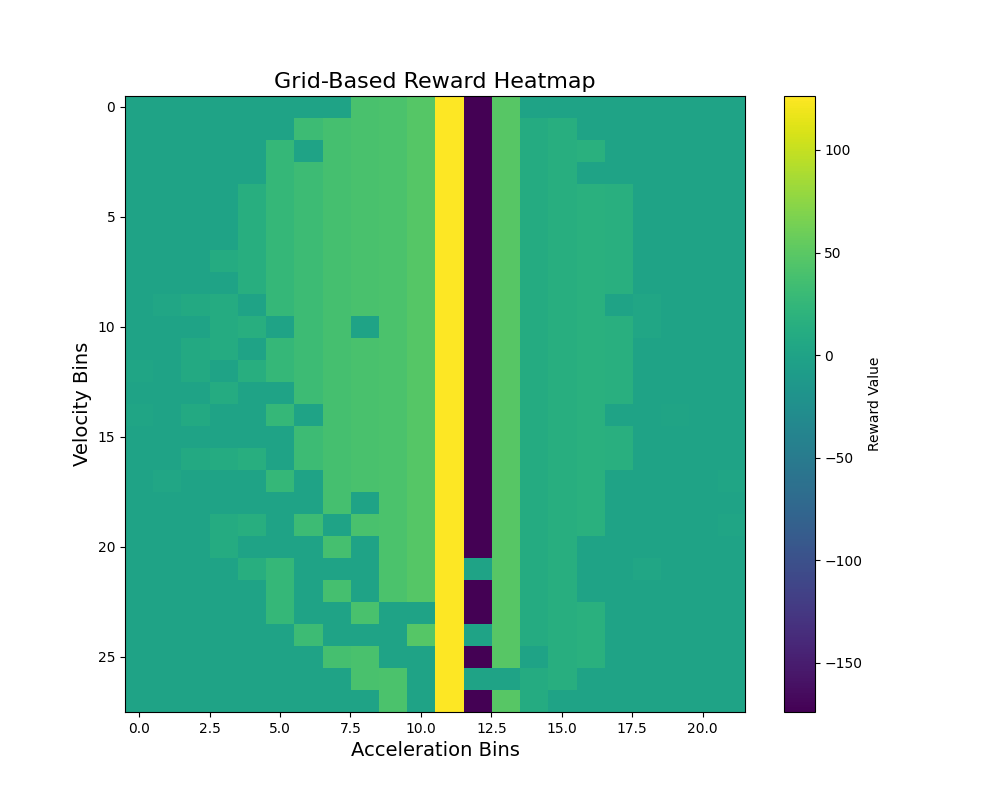 Grid-Based Reward Heatmap
0
5
10
15
20
25
Velocity Bins
0.0 2.5 5.0 7.5 10.0 12.5 15.0 17.5 20.0
Acceleration Bins
100
50
0
−50
−100
−150
Reward Value